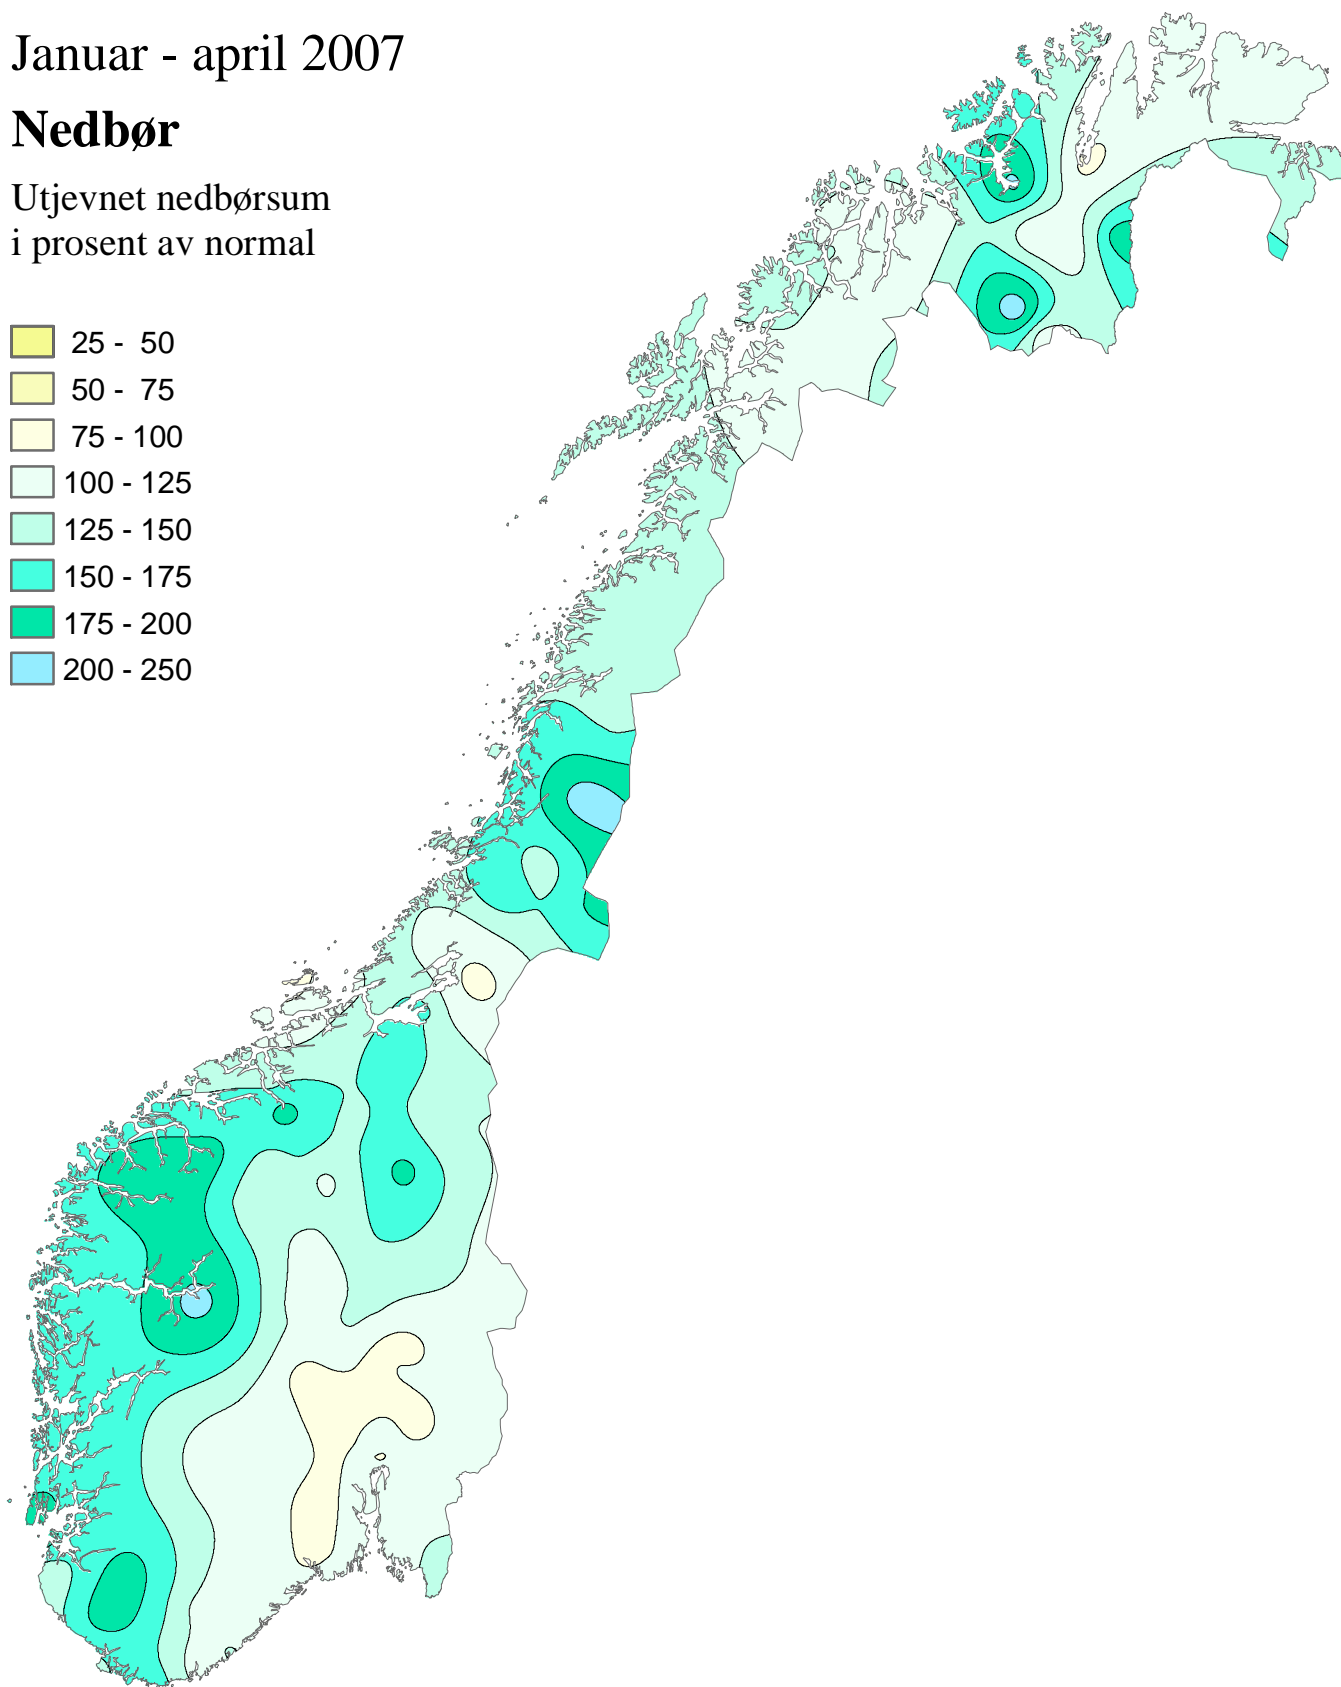 Januar - april 2007
Nedbør
Utjevnet nedbørsum
i prosent av normal
25 - 50
50 - 75
75 - 100
100 - 125
125 - 150
150 - 175
175 - 200
200 - 250